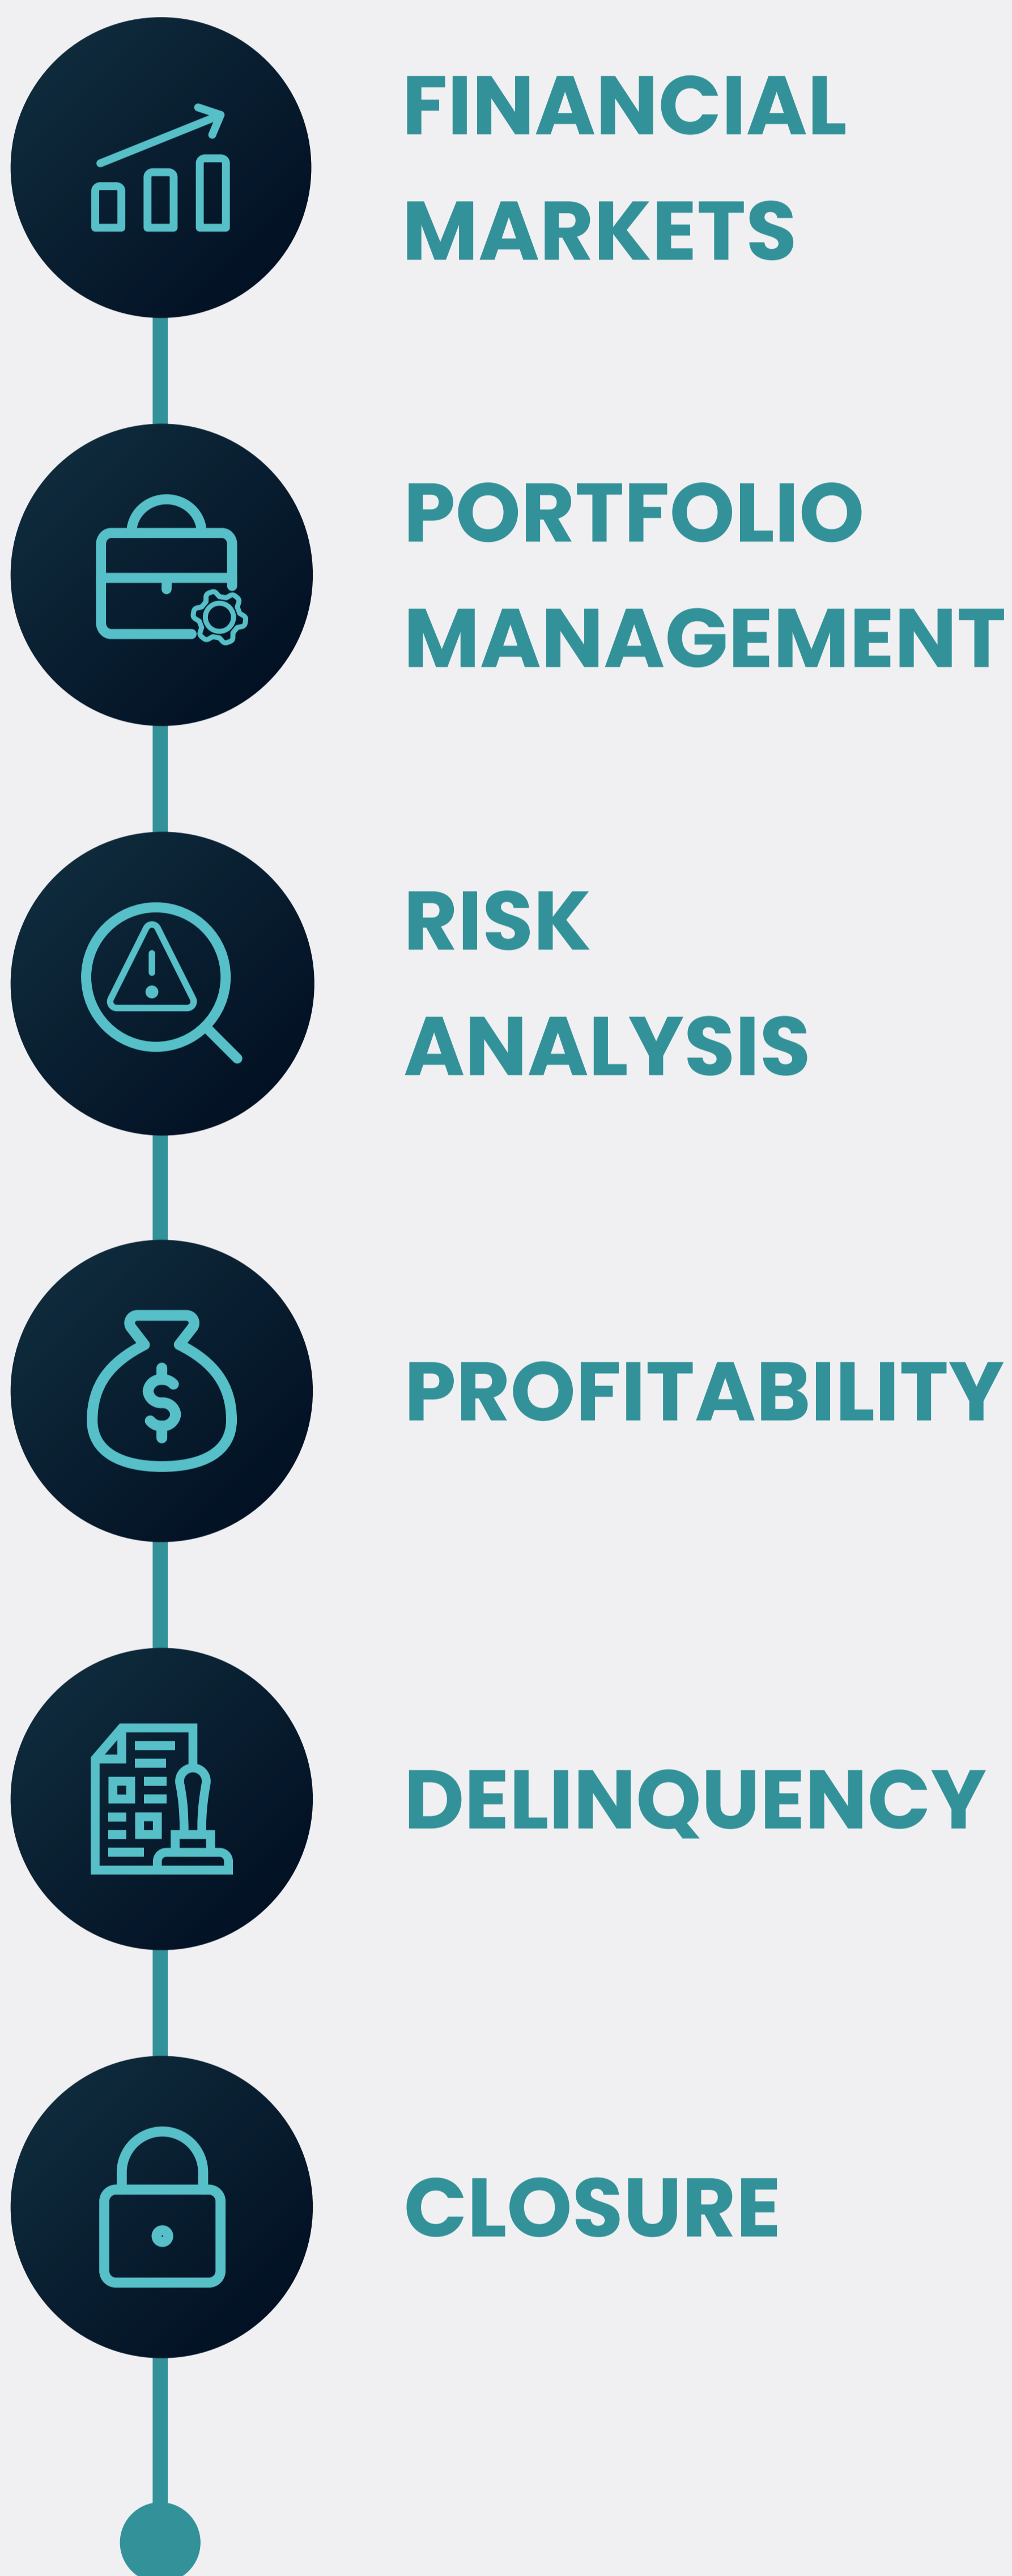 FINANCIAL
MARKETS
PORTFOLIO
MANAGEMENT
RISK
ANALYSIS
PROFITABILITY
DELINQUENCY
CLOSURE